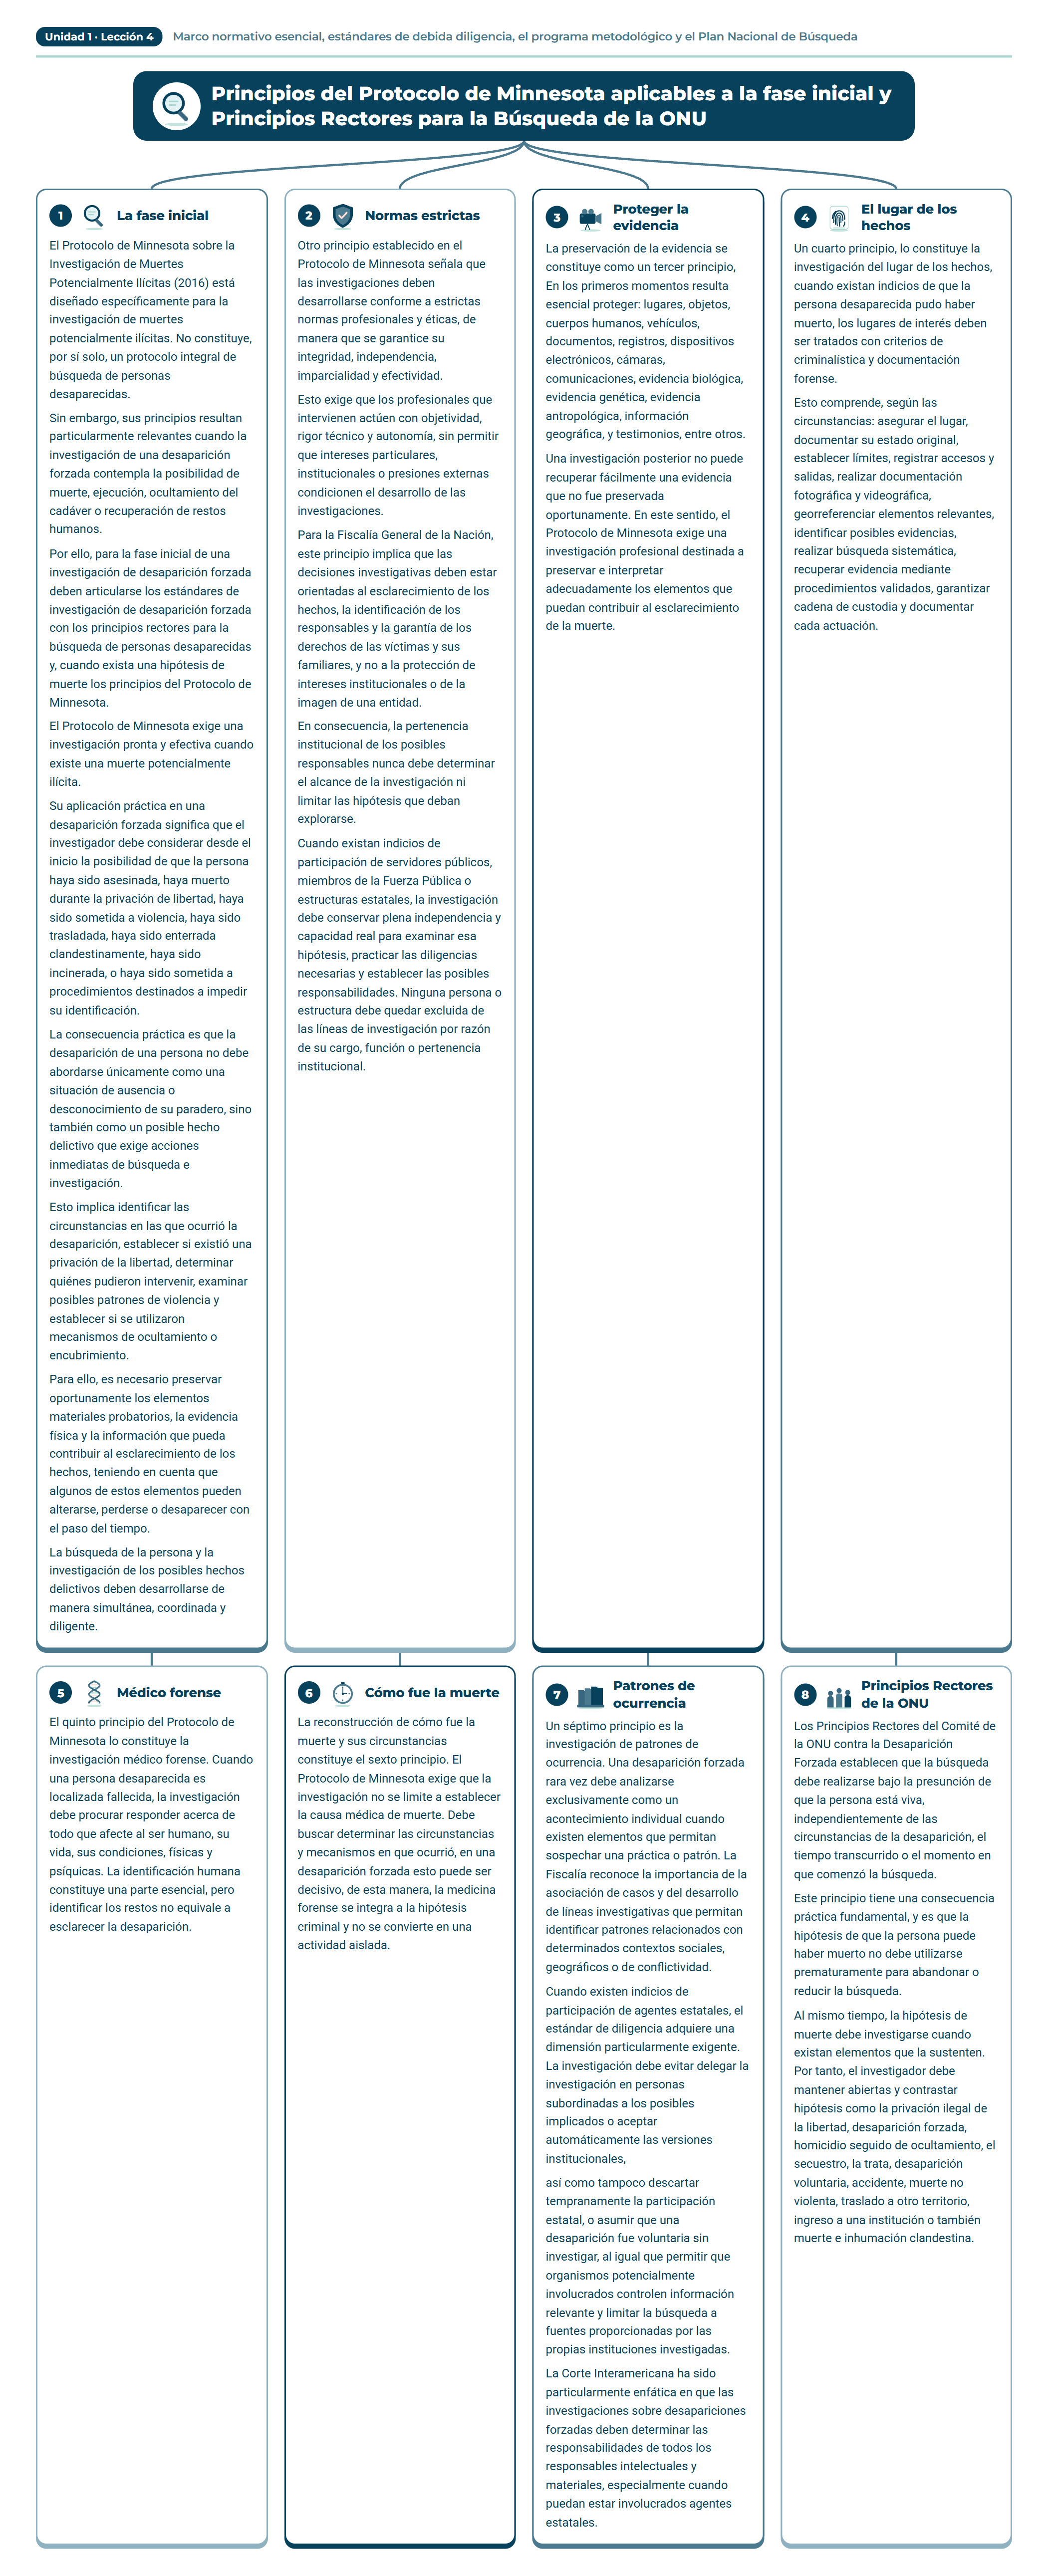 Unidad 1 · Lección 4
Marco normativo esencial, estándares de debida diligencia, el programa metodológico y el Plan Nacional de Búsqueda
Principios del Protocolo de Minnesota aplicables a la fase inicial y
Principios Rectores para la Búsqueda de la ONU
1
La fase inicial
El Protocolo de Minnesota sobre la
Investigación de Muertes
Potencialmente Ilícitas (2016) está
diseñado específicamente para la
investigación de muertes
potencialmente ilícitas. No constituye,
por sí solo, un protocolo integral de
búsqueda de personas
desaparecidas.
Sin embargo, sus principios resultan
particularmente relevantes cuando la
investigación de una desaparición
forzada contempla la posibilidad de
muerte, ejecución, ocultamiento del
cadáver o recuperación de restos
humanos.
Por ello, para la fase inicial de una
investigación de desaparición forzada
deben articularse los estándares de
investigación de desaparición forzada
con los principios rectores para la
búsqueda de personas desaparecidas
y, cuando exista una hipótesis de
muerte los principios del Protocolo de
Minnesota.
El Protocolo de Minnesota exige una
investigación pronta y efectiva cuando
existe una muerte potencialmente
ilícita.
Su aplicación práctica en una
desaparición forzada significa que el
investigador debe considerar desde el
inicio la posibilidad de que la persona
haya sido asesinada, haya muerto
durante la privación de libertad, haya
sido sometida a violencia, haya sido
trasladada, haya sido enterrada
clandestinamente, haya sido
incinerada, o haya sido sometida a
procedimientos destinados a impedir
su identificación.
La consecuencia práctica es que la
desaparición de una persona no debe
abordarse únicamente como una
situación de ausencia o
desconocimiento de su paradero, sino
también como un posible hecho
delictivo que exige acciones
inmediatas de búsqueda e
investigación.
Esto implica identificar las
circunstancias en las que ocurrió la
desaparición, establecer si existió una
privación de la libertad, determinar
quiénes pudieron intervenir, examinar
posibles patrones de violencia y
establecer si se utilizaron
mecanismos de ocultamiento o
encubrimiento.
Para ello, es necesario preservar
oportunamente los elementos
materiales probatorios, la evidencia
física y la información que pueda
contribuir al esclarecimiento de los
hechos, teniendo en cuenta que
algunos de estos elementos pueden
alterarse, perderse o desaparecer con
el paso del tiempo.
La búsqueda de la persona y la
investigación de los posibles hechos
delictivos deben desarrollarse de
manera simultánea, coordinada y
diligente.
2
Normas estrictas
Otro principio establecido en el
Protocolo de Minnesota señala que
las investigaciones deben
desarrollarse conforme a estrictas
normas profesionales y éticas, de
manera que se garantice su
integridad, independencia,
imparcialidad y efectividad.
Esto exige que los profesionales que
intervienen actúen con objetividad,
rigor técnico y autonomía, sin permitir
que intereses particulares,
institucionales o presiones externas
condicionen el desarrollo de las
investigaciones.
Para la Fiscalía General de la Nación,
este principio implica que las
decisiones investigativas deben estar
orientadas al esclarecimiento de los
hechos, la identificación de los
responsables y la garantía de los
derechos de las víctimas y sus
familiares, y no a la protección de
intereses institucionales o de la
imagen de una entidad.
En consecuencia, la pertenencia
institucional de los posibles
responsables nunca debe determinar
el alcance de la investigación ni
limitar las hipótesis que deban
explorarse.
Cuando existan indicios de
participación de servidores públicos,
miembros de la Fuerza Pública o
estructuras estatales, la investigación
debe conservar plena independencia y
capacidad real para examinar esa
hipótesis, practicar las diligencias
necesarias y establecer las posibles
responsabilidades. Ninguna persona o
estructura debe quedar excluida de
las líneas de investigación por razón
de su cargo, función o pertenencia
institucional.
3
Proteger la
evidencia
La preservación de la evidencia se
constituye como un tercer principio,
En los primeros momentos resulta
esencial proteger: lugares, objetos,
cuerpos humanos, vehículos,
documentos, registros, dispositivos
electrónicos, cámaras,
comunicaciones, evidencia biológica,
evidencia genética, evidencia
antropológica, información
geográfica, y testimonios, entre otros.
Una investigación posterior no puede
recuperar fácilmente una evidencia
que no fue preservada
oportunamente. En este sentido, el
Protocolo de Minnesota exige una
investigación profesional destinada a
preservar e interpretar
adecuadamente los elementos que
puedan contribuir al esclarecimiento
de la muerte.
4
El lugar de los
hechos
Un cuarto principio, lo constituye la
investigación del lugar de los hechos,
cuando existan indicios de que la
persona desaparecida pudo haber
muerto, los lugares de interés deben
ser tratados con criterios de
criminalística y documentación
forense.
Esto comprende, según las
circunstancias: asegurar el lugar,
documentar su estado original,
establecer límites, registrar accesos y
salidas, realizar documentación
fotográfica y videográfica,
georreferenciar elementos relevantes,
identificar posibles evidencias,
realizar búsqueda sistemática,
recuperar evidencia mediante
procedimientos validados, garantizar
cadena de custodia y documentar
cada actuación.
5
Médico forense
El quinto principio del Protocolo de
Minnesota lo constituye la
investigación médico forense. Cuando
una persona desaparecida es
localizada fallecida, la investigación
debe procurar responder acerca de
todo que afecte al ser humano, su
vida, sus condiciones, físicas y
psíquicas. La identificación humana
constituye una parte esencial, pero
identificar los restos no equivale a
esclarecer la desaparición.
6
Cómo fue la muerte
La reconstrucción de cómo fue la
muerte y sus circunstancias
constituye el sexto principio. El
Protocolo de Minnesota exige que la
investigación no se limite a establecer
la causa médica de muerte. Debe
buscar determinar las circunstancias
y mecanismos en que ocurrió, en una
desaparición forzada esto puede ser
decisivo, de esta manera, la medicina
forense se integra a la hipótesis
criminal y no se convierte en una
actividad aislada.
7
Patrones de
ocurrencia
Un séptimo principio es la
investigación de patrones de
ocurrencia. Una desaparición forzada
rara vez debe analizarse
exclusivamente como un
acontecimiento individual cuando
existen elementos que permitan
sospechar una práctica o patrón. La
Fiscalía reconoce la importancia de la
asociación de casos y del desarrollo
de líneas investigativas que permitan
identificar patrones relacionados con
determinados contextos sociales,
geográficos o de conflictividad.
Cuando existen indicios de
participación de agentes estatales, el
estándar de diligencia adquiere una
dimensión particularmente exigente.
La investigación debe evitar delegar la
investigación en personas
subordinadas a los posibles
implicados o aceptar
automáticamente las versiones
institucionales,
así como tampoco descartar
tempranamente la participación
estatal, o asumir que una
desaparición fue voluntaria sin
investigar, al igual que permitir que
organismos potencialmente
involucrados controlen información
relevante y limitar la búsqueda a
fuentes proporcionadas por las
propias instituciones investigadas.
La Corte Interamericana ha sido
particularmente enfática en que las
investigaciones sobre desapariciones
forzadas deben determinar las
responsabilidades de todos los
responsables intelectuales y
materiales, especialmente cuando
puedan estar involucrados agentes
estatales.
8
Principios Rectores
de la ONU
Los Principios Rectores del Comité de
la ONU contra la Desaparición
Forzada establecen que la búsqueda
debe realizarse bajo la presunción de
que la persona está viva,
independientemente de las
circunstancias de la desaparición, el
tiempo transcurrido o el momento en
que comenzó la búsqueda.
Este principio tiene una consecuencia
práctica fundamental, y es que la
hipótesis de que la persona puede
haber muerto no debe utilizarse
prematuramente para abandonar o
reducir la búsqueda.
Al mismo tiempo, la hipótesis de
muerte debe investigarse cuando
existan elementos que la sustenten.
Por tanto, el investigador debe
mantener abiertas y contrastar
hipótesis como la privación ilegal de
la libertad, desaparición forzada,
homicidio seguido de ocultamiento, el
secuestro, la trata, desaparición
voluntaria, accidente, muerte no
violenta, traslado a otro territorio,
ingreso a una institución o también
muerte e inhumación clandestina.